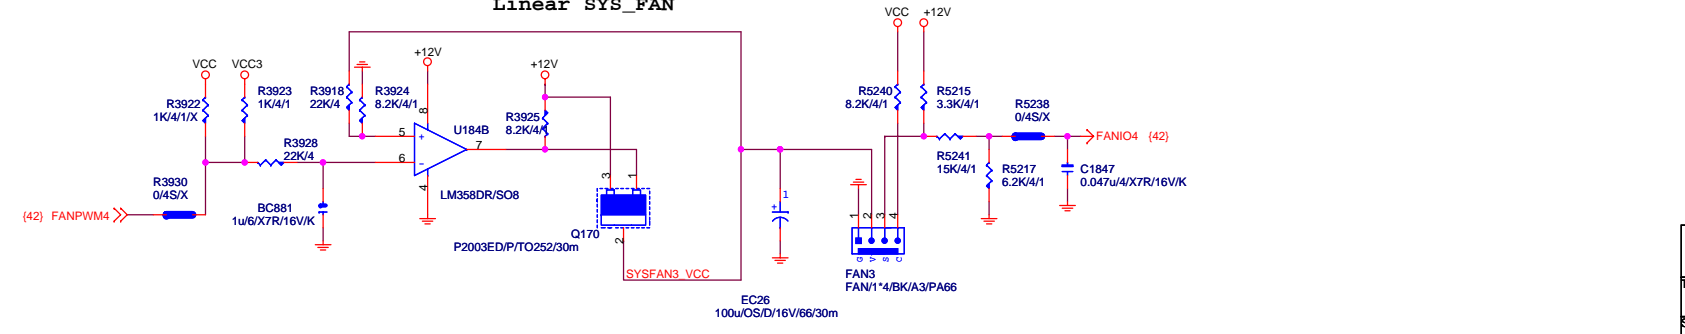 Linear SYS_FAN
VCC
VCC3
R3922
1K/4/1/X
R3923
1K/4/1
R3918
22K/4
R3924
8.2K/4/1
+12V
8
5
+
6
-
4
7
U184B
LM358DR/SO8
R3928
22K/4
R3930
0/4S/X
{42} FANPWM4
BC881
1u/6/X7R/16V/K
+12V
R3925
8.2K/4/1
3
1
2
Q170
P2003ED/P/TO252/30m
SYSFAN3_VCC
1
+
EC26
100u/OS/D/16V/66/30m
VCC
+12V
R5240
8.2K/4/1
R5215
3.3K/4/1
R5238
0/4S/X
FANIO4 {42}
R5241
15K/4/1
R5217
6.2K/4/1
C1847
0.047u/4/X7R/16V/K
1
2
3
4
G
V
S
C
FAN3
FAN/1*4/BK/A3/PA66